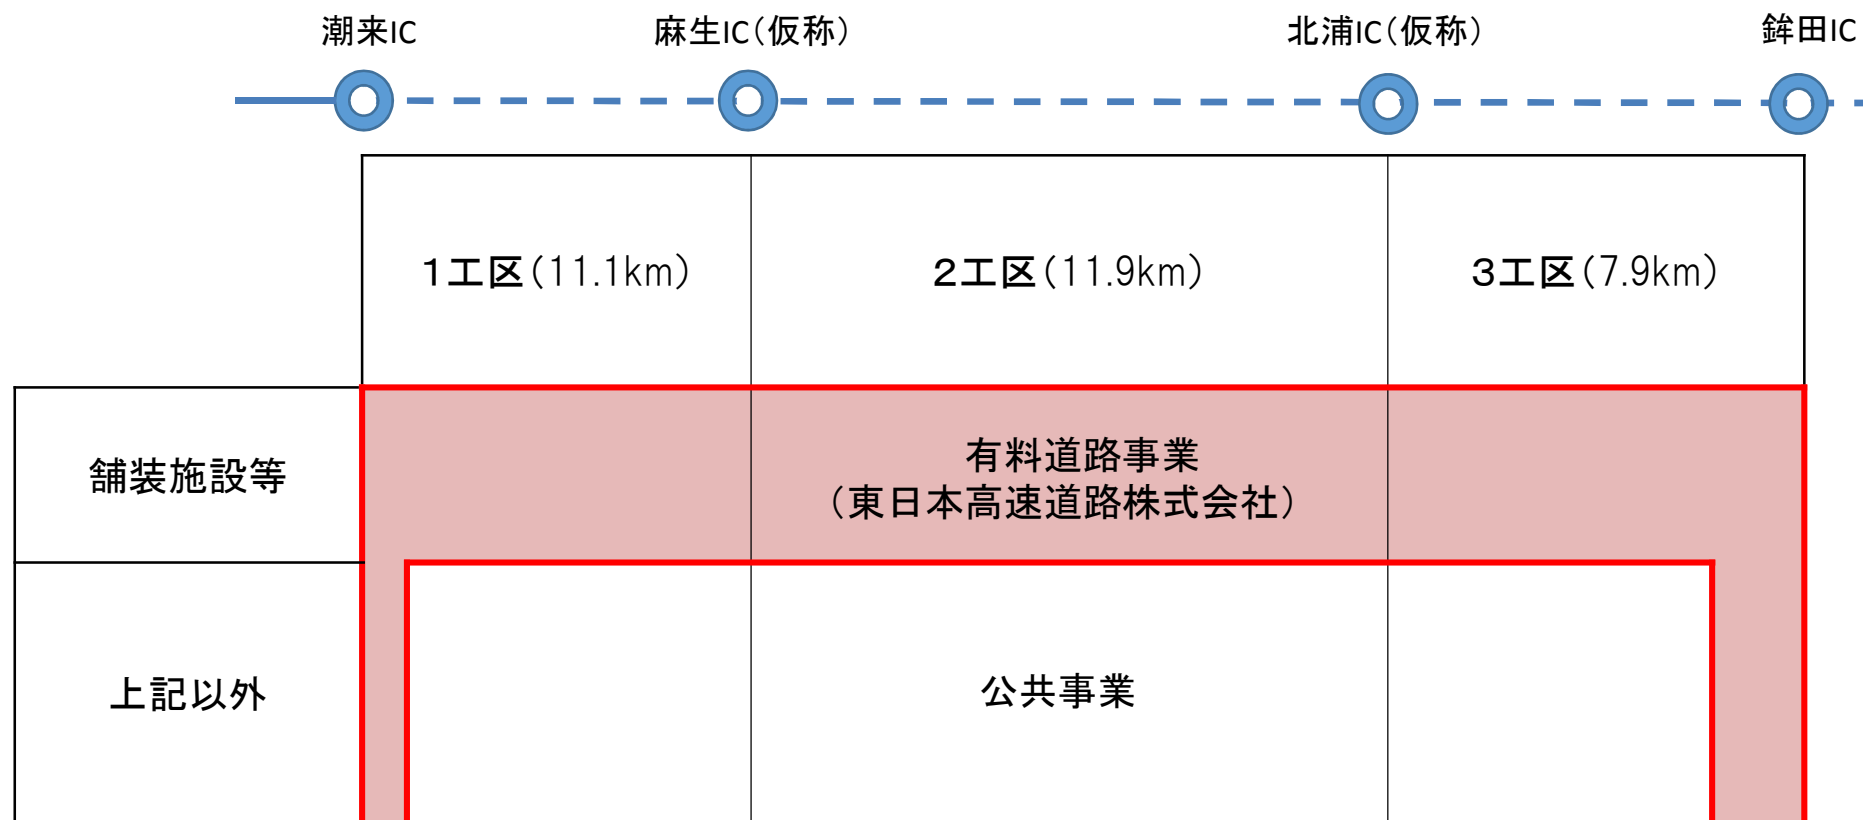 潮来IC
麻生IC(仮称)
北浦IC(仮称)
鉾田IC
1工区(11.1km)
2工区(11.9km)
3工区(7.9km)
舗装施設等
有料道路事業
(東日本高速道路株式会社)
上記以外
公共事業